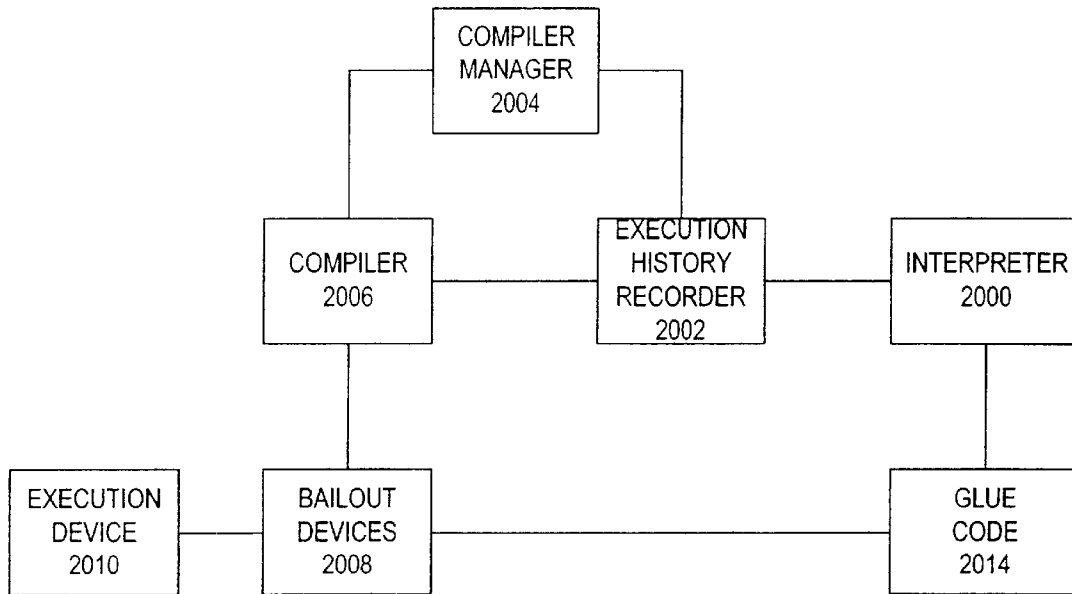 COMPILER
MANAGER
2004
COMPILER
2006
EXECUTION
HISTORY
RECORDER
2002
INTERPRETER
2000
EXECUTION
DEVICE
2010
BAILOUT
DEVICES
2008
GLUE
CODE
2014